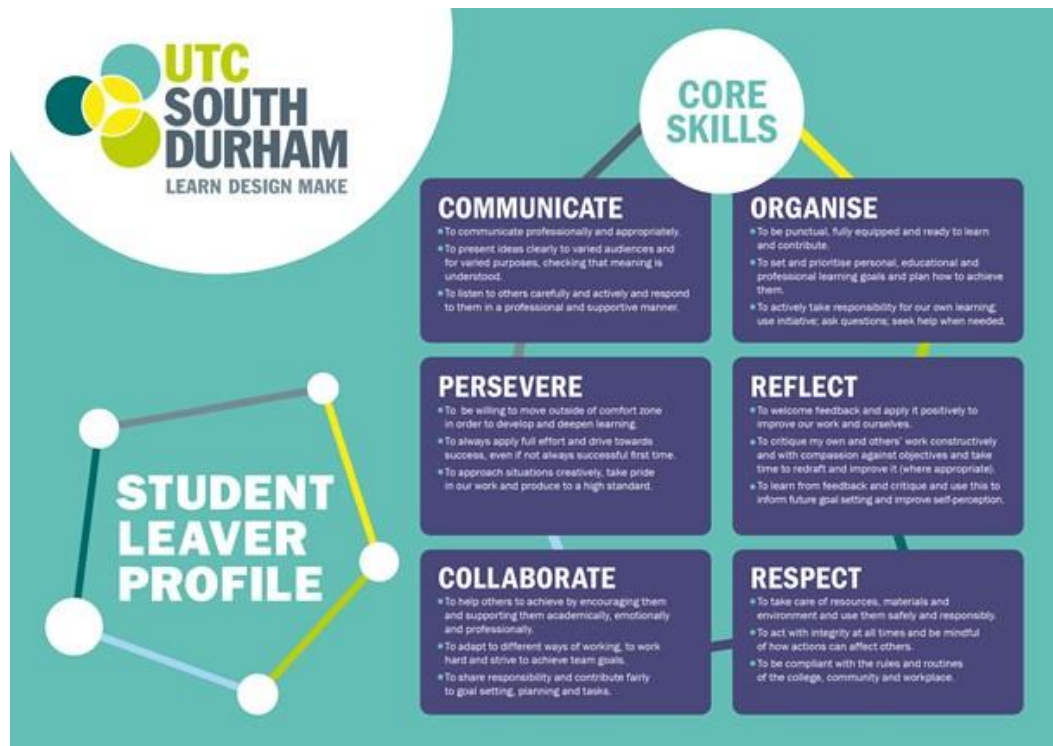 UTC
SOUTH
DURHAM
LEARN DESIGN MAKE
CORE
SKILLS
COMMUNICATE
• To communicate professionally and appropriately.
• To present ideas clearly to varied audiences and
for varied purposes, checking that meaning is
understood.
• To listen to others carefully and actively and respond
to them in a professional and supportive manner.
ORGANISE
• To be punctual, fully equipped and ready to learn
and contribute.
• To set and prioritise personal, educational and
professional learning goals and plan how to achieve
them.
• To actively take responsibility for our own learning;
use initiative; ask questions; seek help when needed.
PERSEVERE
• To be willing to move outside of comfort zone
in order to develop and deepen learning.
• To always apply full effort and drive towards
success, even if not always successful first time.
• To approach situations creatively, take pride
in our work and produce to a high standard.
REFLECT
• To welcome feedback and apply it positively to
improve our work and ourselves.
• To critique my own and others' work constructively
and with compassion against objectives and take
time to redraft and improve it (where appropriate).
• To learn from feedback and critique and use this to
inform future goal setting and improve self-perception.
STUDENT
LEAVER
PROFILE
COLLABORATE
• To help others to achieve by encouraging them
and supporting them academically, emotionally
and professionally.
• To adapt to different ways of working, to work
hard and strive to achieve team goals.
• To share responsibility and contribute fairly
to goal setting, planning and tasks.
RESPECT
• To take care of resources, materials and
environment and use them safely and responsibly.
• To act with integrity at all times and be mindful
of how actions can affect others.
• To be compliant with the rules and routines
of the college, community and workplace.